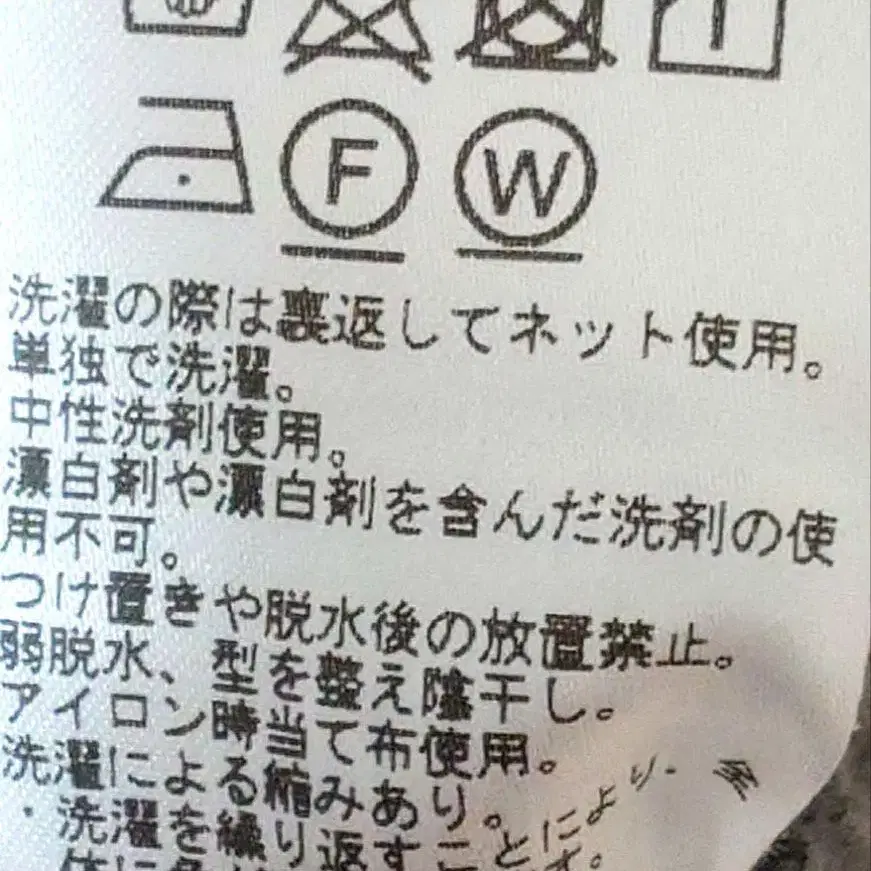 F W
洗濯の際は裏返してネット使用。
単独で洗濯。
中性洗剤使用。
漂白剤や漂白剤を含んだ洗剤の使
用不可。
つけ置きや脱水後の放置禁止。
弱脱水、型を整え陰干し。
アイロン時当て布使用。
洗濯による縮みあり。
・洗濯を繰り返すことにより、